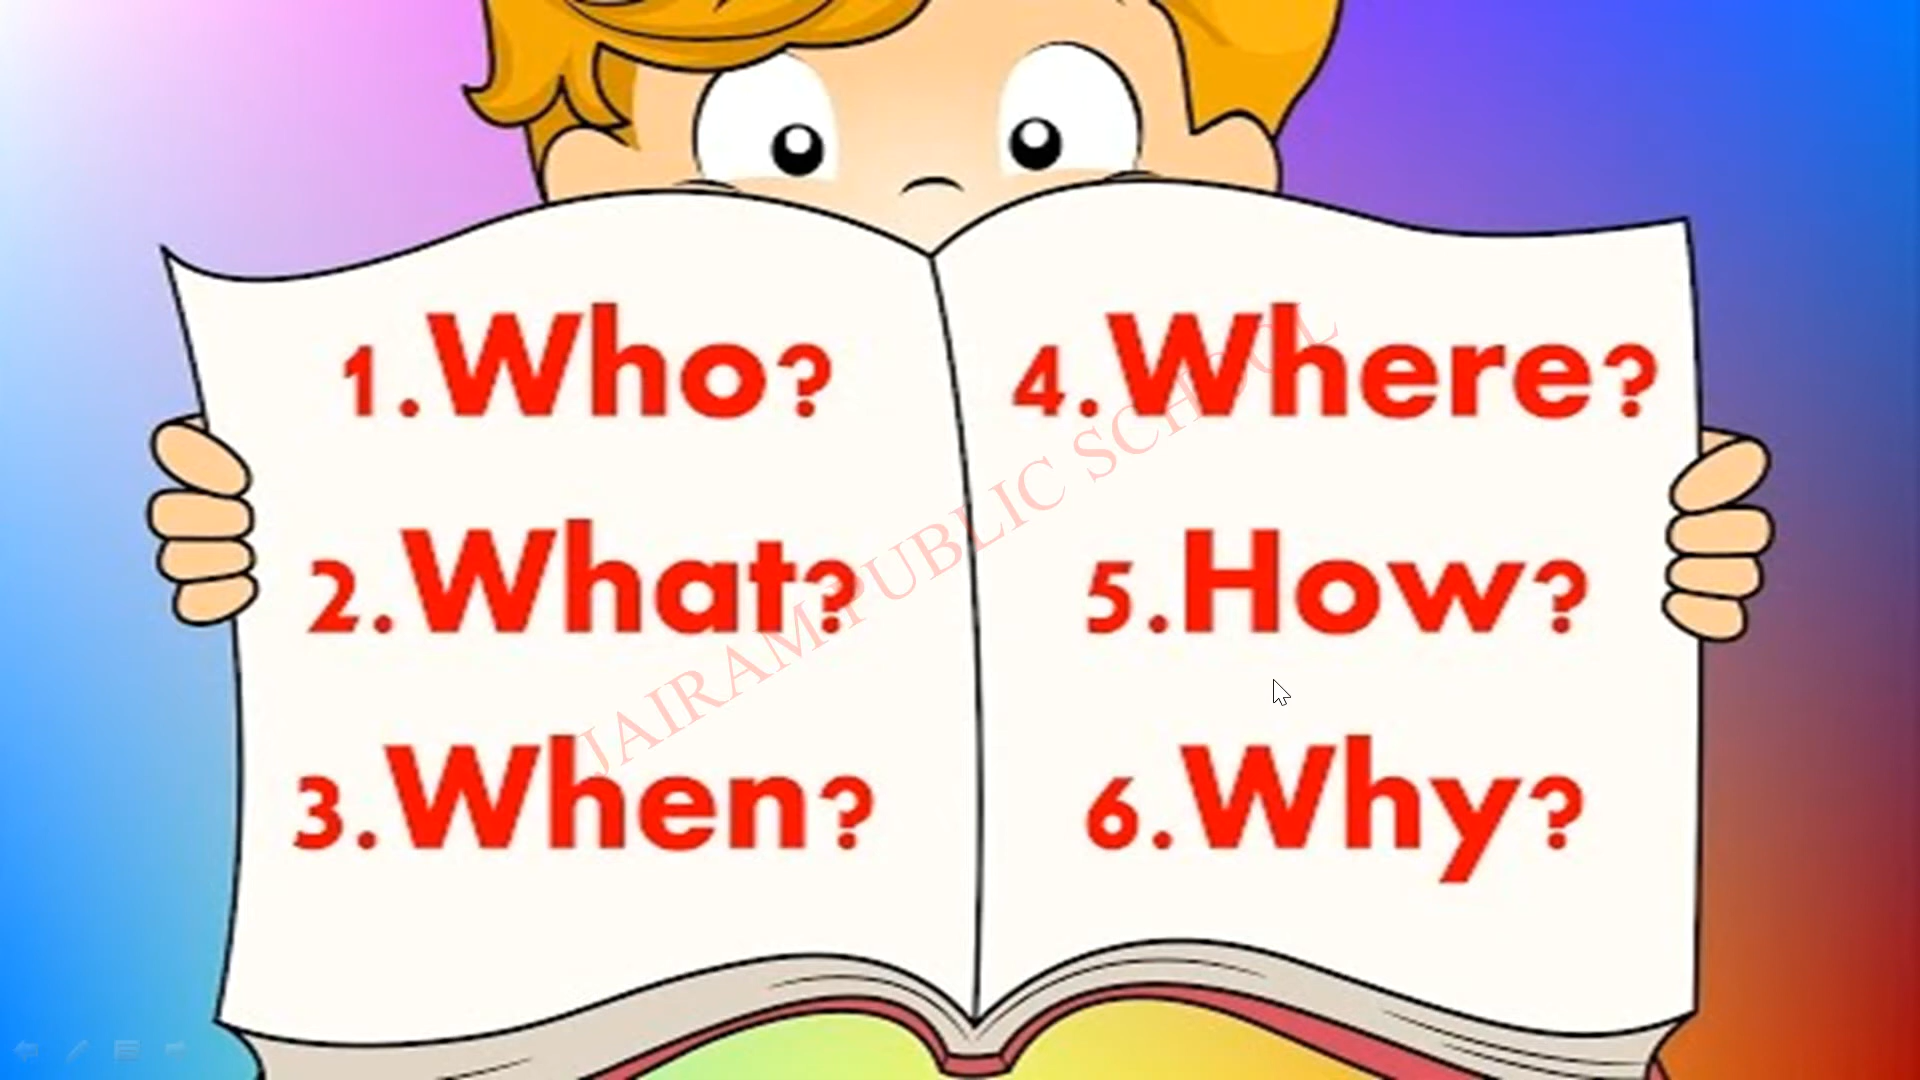 1.Who?
2.What?
3.When?
4.Where?
5.How?
6.Why?
JAIRAM PUBLIC SCHOOL